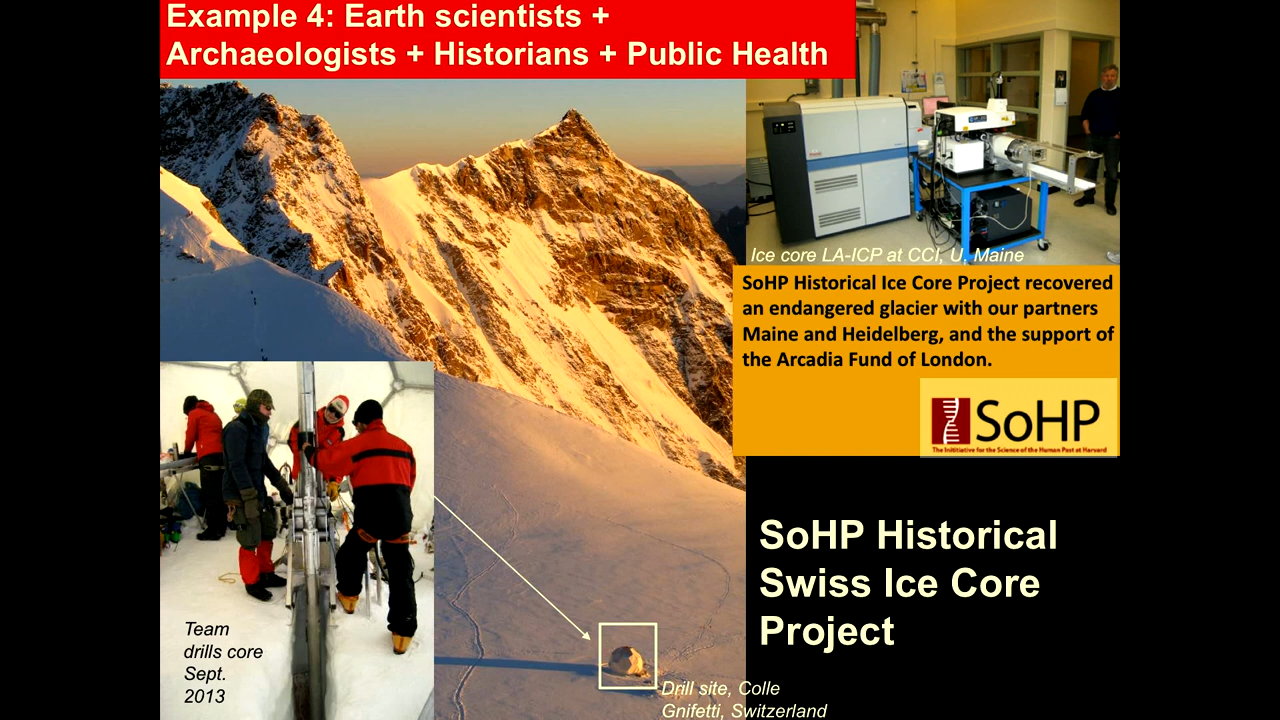 Example 4: Earth scientists +
Archaeologists + Historians + Public Health
Ice core LA-ICP at CCI, U. Maine
SoHP Historical Ice Core Project recovered
an endangered glacier with our partners
Maine and Heidelberg, and the support of
the Arcadia Fund of London.
SoHP
The Inititiative for the Science of the Human Past at Harvard
SoHP Historical
Swiss Ice Core
Project
Team
drills core
Sept.
2013
Drill site, Colle
Gnifetti, Switzerland